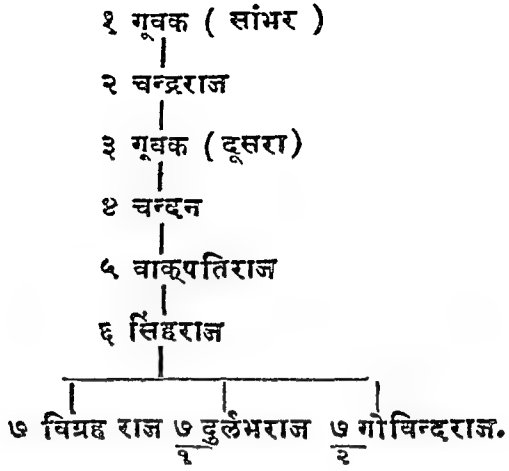 १ गूवक ( सांभर )
२ चन्द्रराज
३ गूवक ( दूसरा )
४ चन्दन
५ वाक्पतिराज
६ सिंहराज
७ विग्रह राज ७/१ दुर्लभराज ७/२ गोविन्दराज.